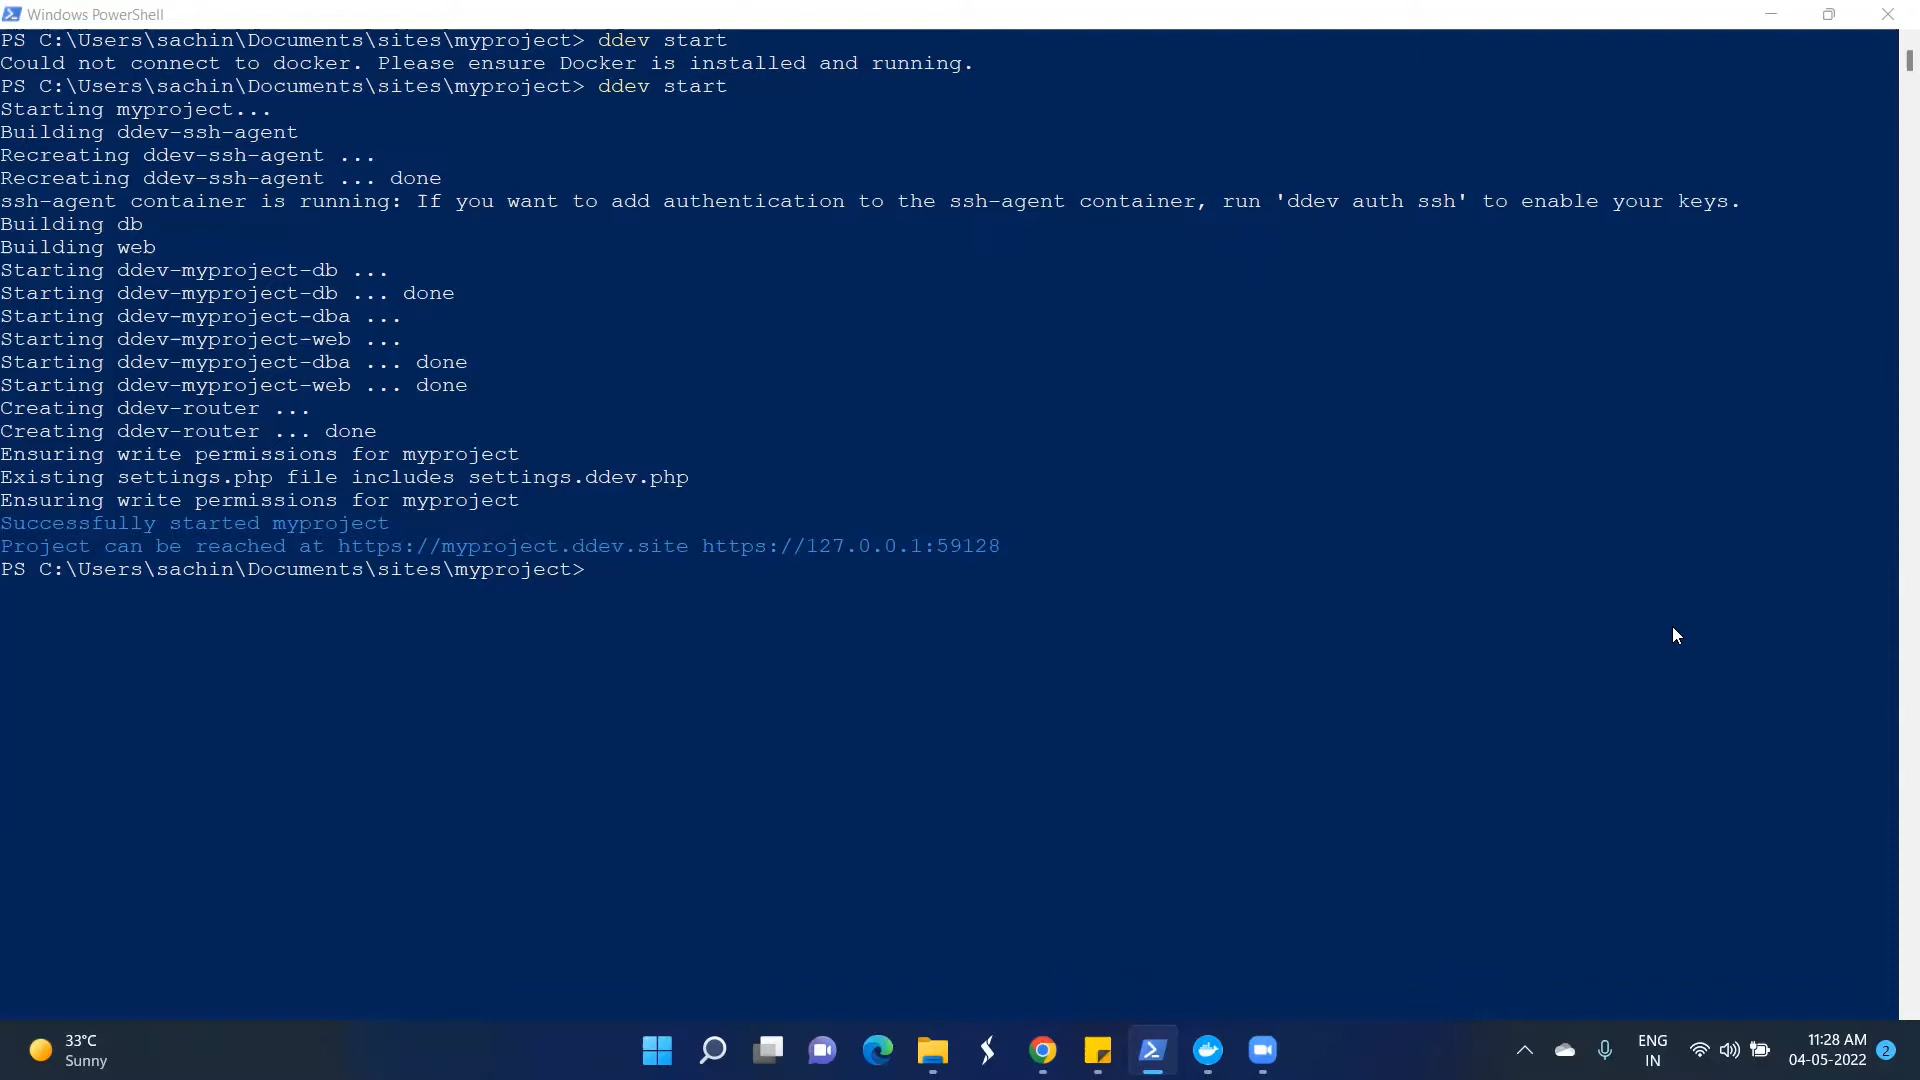 Windows PowerShell
PS C:\Users\sachin\Documents\sites\myproject> ddev start
Could not connect to docker. Please ensure Docker is installed and running.
PS C:\Users\sachin\Documents\sites\myproject> ddev start
Starting myproject...
Building ddev-ssh-agent
Recreating ddev-ssh-agent ...
Recreating ddev-ssh-agent ... done
ssh-agent container is running: If you want to add authentication to the ssh-agent container, run 'ddev auth ssh' to enable your keys.
Building db
Building web
Starting ddev-myproject-db ...
Starting ddev-myproject-db ... done
Starting ddev-myproject-dba ...
Starting ddev-myproject-web ...
Starting ddev-myproject-dba ... done
Starting ddev-myproject-web ... done
Creating ddev-router ...
Creating ddev-router ... done
Ensuring write permissions for myproject
Existing settings.php file includes settings.ddev.php
Ensuring write permissions for myproject
Successfully started myproject
Project can be reached at https://myproject.ddev.site https://127.0.0.1:59128
PS C:\Users\sachin\Documents\sites\myproject>
33°C
Sunny
ENG
IN
11:28 AM
04-05-2022
2